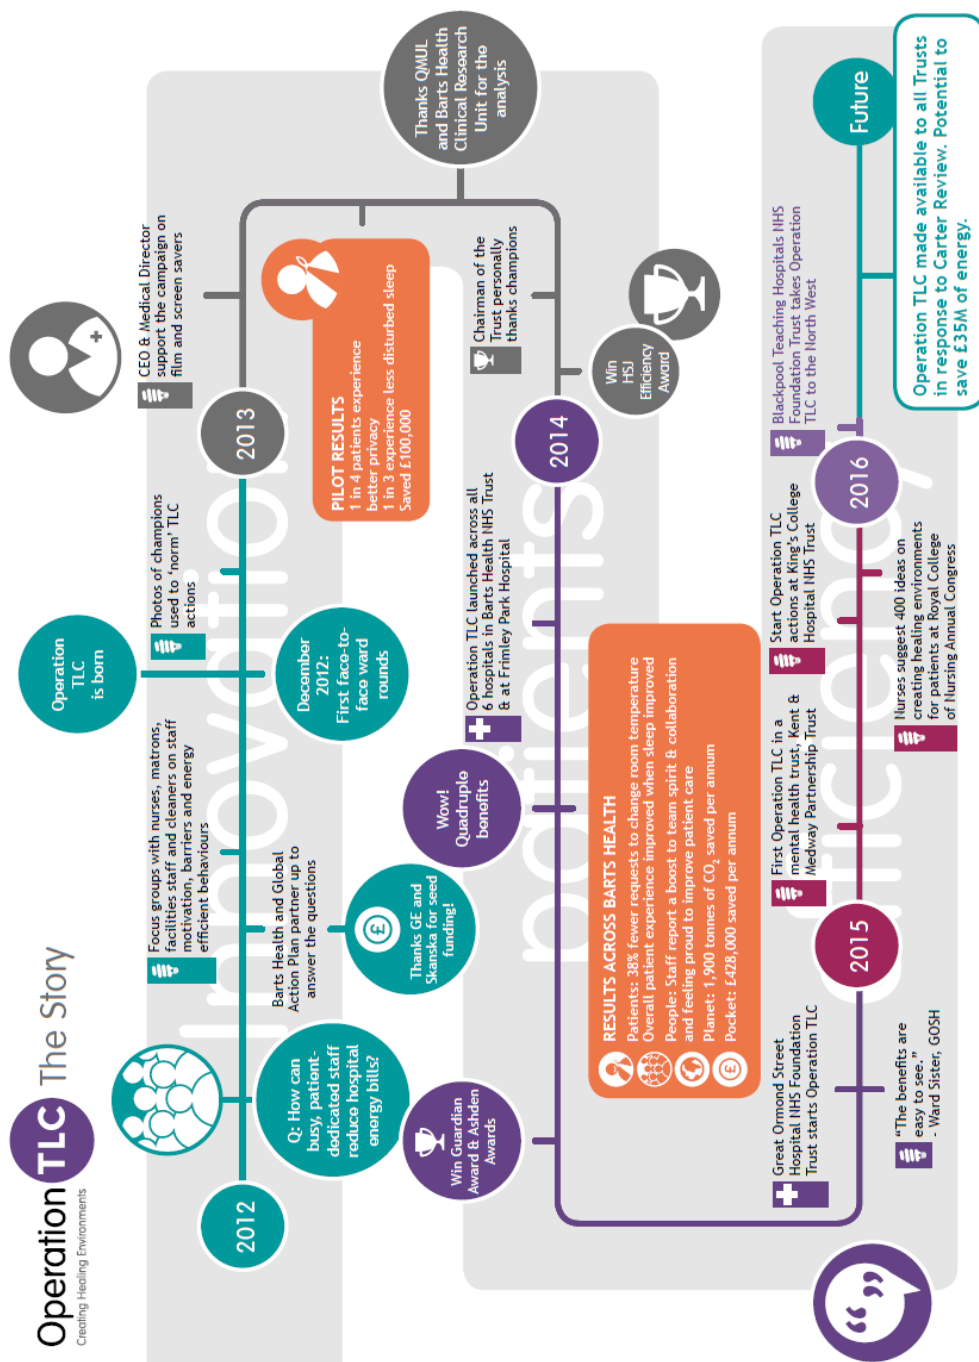 Operation TLC The Story
Creating Healing Environments
Innovation
2012
Q: How can
busy, patient-
dedicated staff
reduce hospital
energy bills?
Barts Health and Global
Action Plan partner up to
answer the questions
Thanks GE and
Skanska for seed
funding!
£
Focus groups with nurses, matrons,
facilities staff and cleaners on staff
motivation, barriers and energy
efficient behaviours
Operation
TLC
is born
December
2012:
First face-to-
face ward
rounds
Photos of champions
used to ‘norm’ TLC
actions
2013
CEO & Medical Director
support the campaign on
film and screen savers
PILOT RESULTS
1 in 4 patients experience
better privacy
1 in 3 experience less disturbed sleep
Saved £100,000
Thanks QMUL
and Barts Health
Clinical Research
Unit for the
analysis
patients
Chairman of the
Trust personally
thanks champions
Win
HSJ
Efficiency
Award
2014
Operation TLC launched across all
6 hospitals in Barts Health NHS Trust
& at Frimley Park Hospital
Wow!
Quadruple
benefits
RESULTS ACROSS BARTS HEALTH
Patients: 38% fewer requests to change room temperature
Overall patient experience improved when sleep improved
People: Staff report a boost to team spirit & collaboration
and feeling proud to improve patient care
Planet: 1,900 tonnes of CO₂ saved per annum
£
Pocket: £428,000 saved per annum
Win Guardian
Award & Ashden
Awards
efficiency
Great Ormond Street
Hospital NHS Foundation
Trust starts Operation TLC
“The benefits are
easy to see.”
- Ward Sister, GOSH
2015
First Operation TLC in a
mental health trust, Kent &
Medway Partnership Trust
Start Operation TLC
actions at King’s College
Hospital NHS Trust
Nurses suggest 400 ideas on
creating healing environments
for patients at Royal College
of Nursing Annual Congress
2016
Blackpool Teaching Hospitals NHS
Foundation Trust takes Operation
TLC to the North West
Future
Operation TLC made available to all Trusts
in response to Carter Review. Potential to
save £35M of energy.